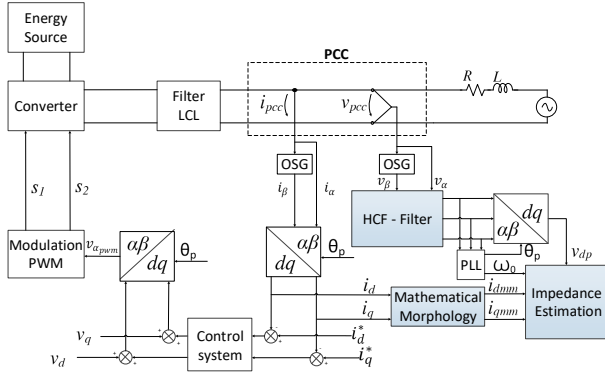 Energy
Source
PCC
Converter
Filter
LCL
i_pcc
v_pcc
R
L
OSG
OSG
i_β
i_α
v_β
v_α
s_1
s_2
HCF - Filter
dq
αβ
v_dp
PLL
θ_p
ω_0
Modulation
PWM
v_α_pwm
αβ
dq
θ_p
αβ
dq
θ_p
i_d
i_q
Mathematical
Morphology
i_dmm
i_qmm
Impedance
Estimation
v_q
v_d
Control
system
i_d^*
i_q^*